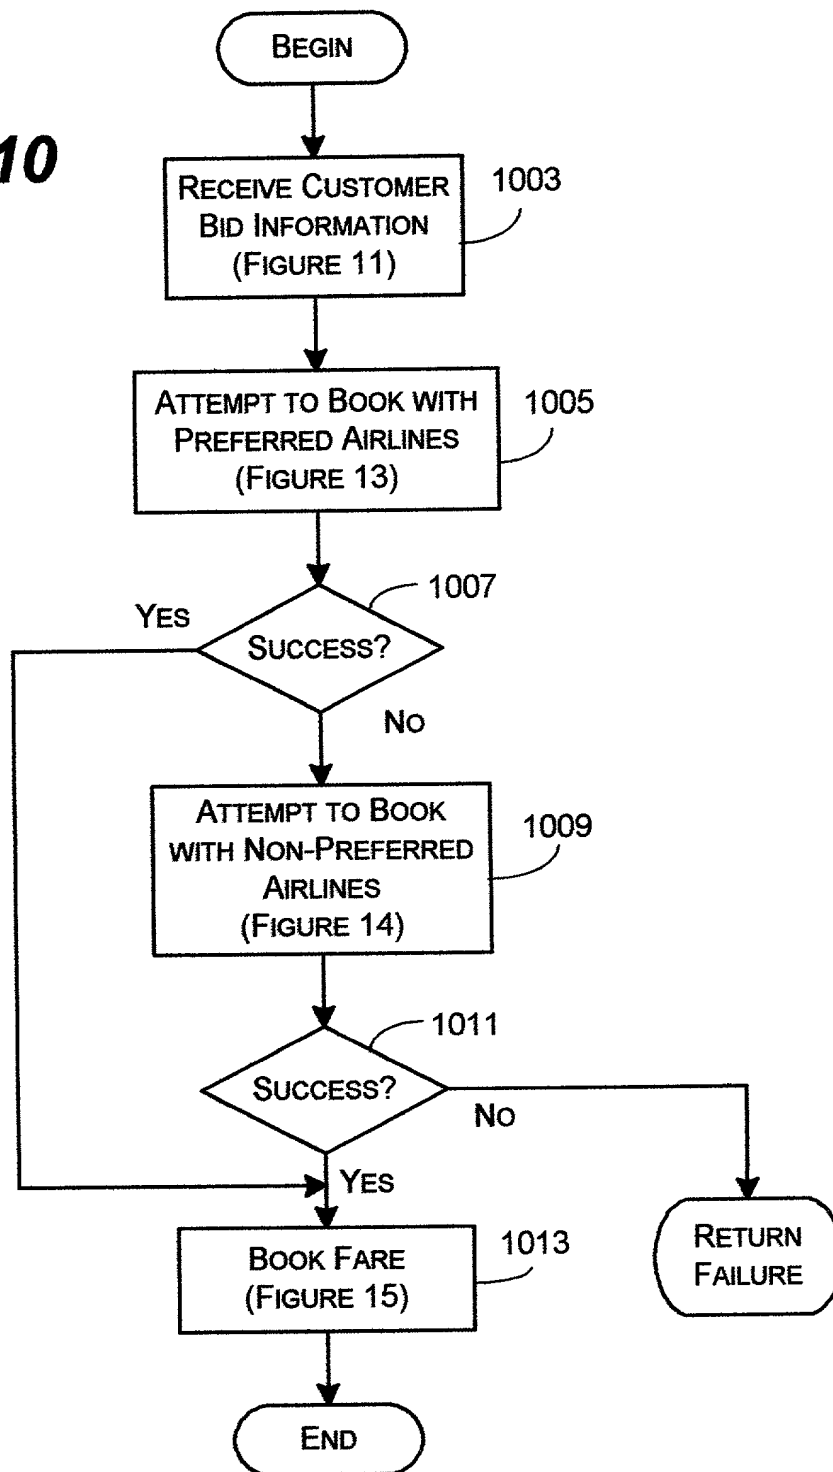 BEGIN
10
RECEIVE CUSTOMER
BID INFORMATION
(FIGURE 11)
1003
ATTEMPT TO BOOK WITH
PREFERRED AIRLINES
(FIGURE 13)
1005
1007
YES
SUCCESS?
NO
ATTEMPT TO BOOK
WITH NON-PREFERRED
AIRLINES
(FIGURE 14)
1009
1011
SUCCESS?
NO
YES
BOOK FARE
(FIGURE 15)
1013
RETURN
FAILURE
END